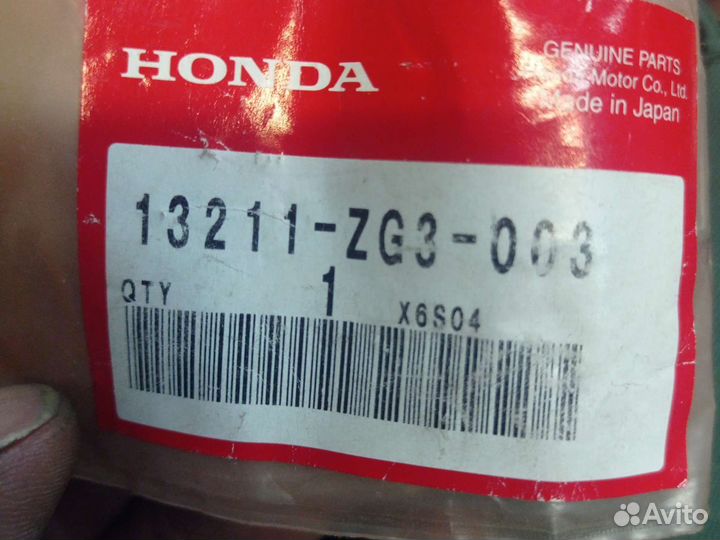 HONDA
GENUINE PARTS
Motor Co., Ltd.
Made in Japan
13211-ZG3-003
QTY 1 X6S04
Avito